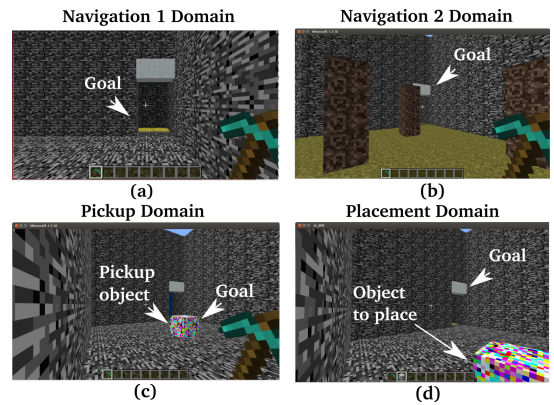 Navigation 1 Domain
Navigation 2 Domain
Goal
Goal
(a)
(b)
Pickup Domain
Placement Domain
Pickup
object
Goal
Goal
Object
to place
(c)
(d)